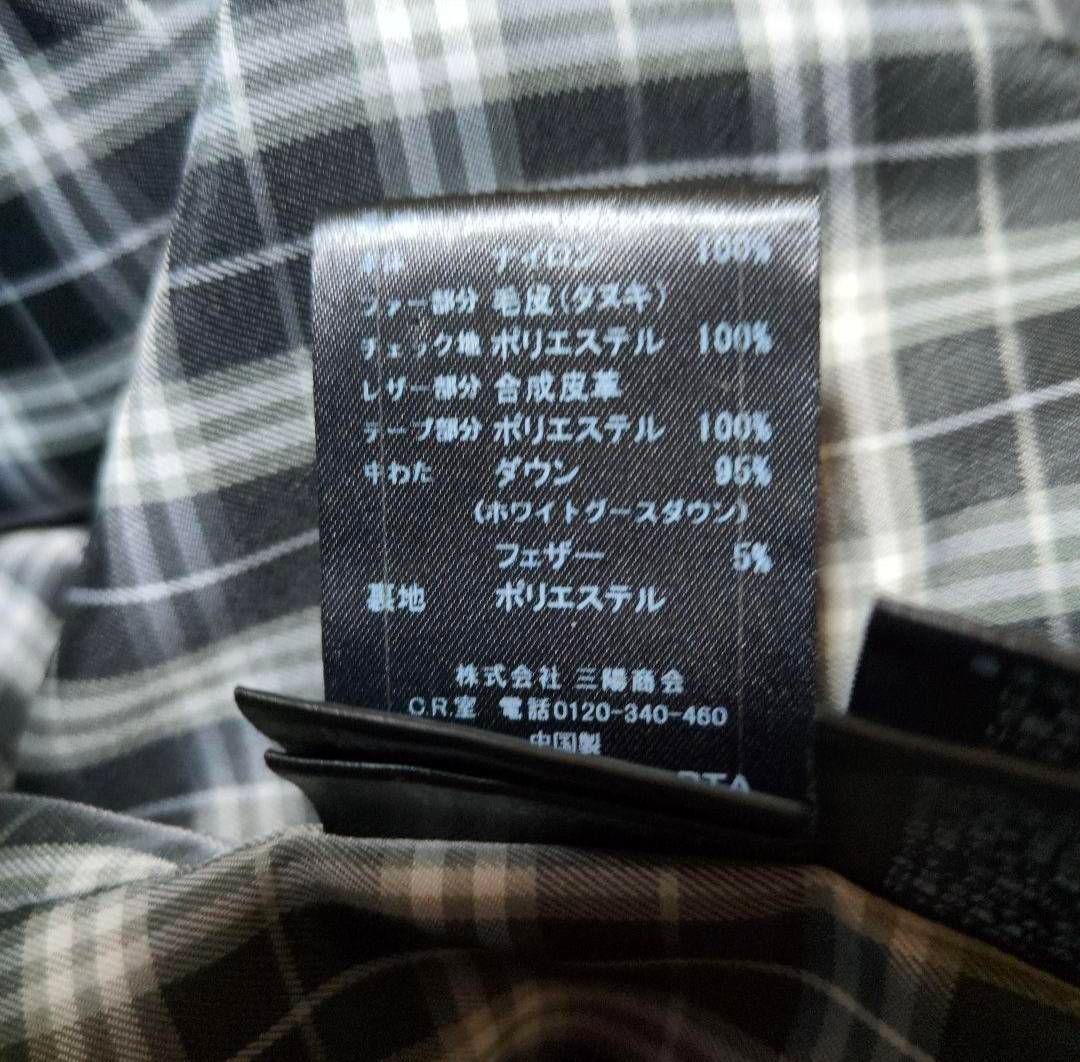 ナイロン 100%
ファー部分 毛皮(タヌキ)
チェック地 ポリエステル 100%
レザー部分 合成皮革
テープ部分 ポリエステル 100%
中わた ダウン 95%
(ホワイトグースダウン)
フェザー 5%
裏地 ポリエステル
株式会社 三陽商会
C.R.室 電話0120-340-460
中国製